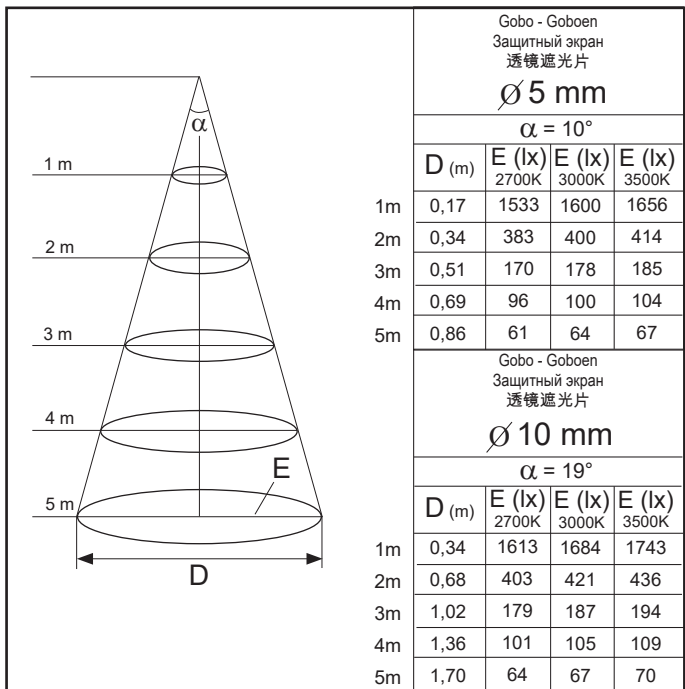 α
1 m
2 m
3 m
4 m
5 m
E
D
Gobo - Goboen
Защитный экран
透镜遮光片
Ø 5 mm
α = 10°
D (m) E (lx) 2700K E (lx) 3000K E (lx) 3500K
1m 0,17 1533 1600 1656
2m 0,34 383 400 414
3m 0,51 170 178 185
4m 0,69 96 100 104
5m 0,86 61 64 67
Gobo - Goboen
Защитный экран
透镜遮光片
Ø 10 mm
α = 19°
D (m) E (lx) 2700K E (lx) 3000K E (lx) 3500K
1m 0,34 1613 1684 1743
2m 0,68 403 421 436
3m 1,02 179 187 194
4m 1,36 101 105 109
5m 1,70 64 67 70